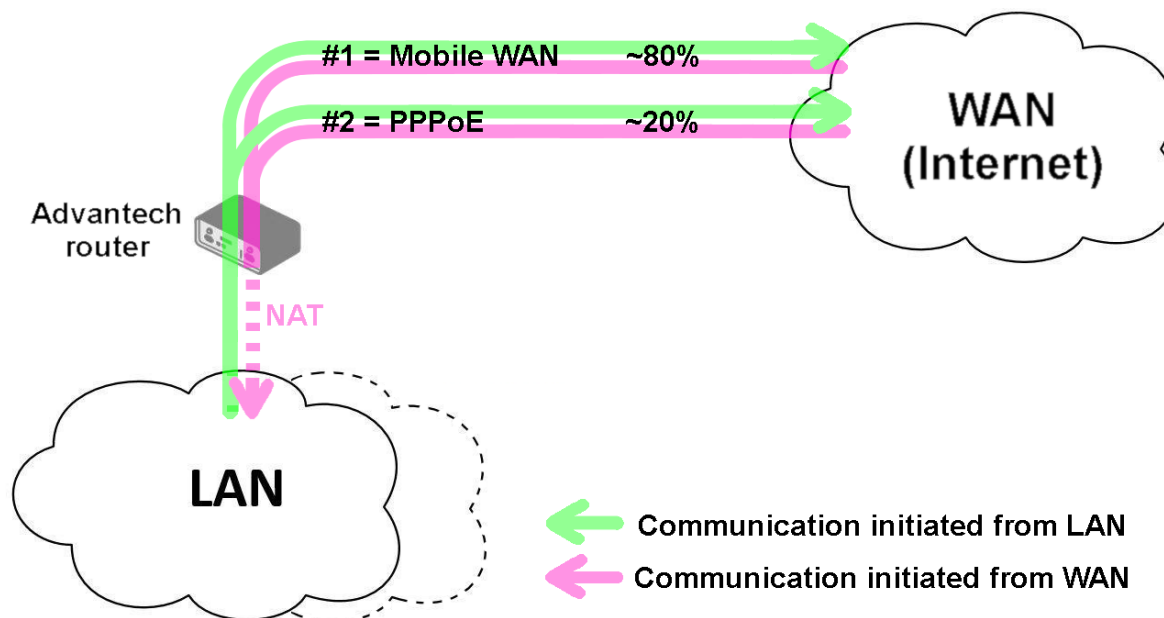 #1 = Mobile WAN ~80%
#2 = PPPoE ~20%
WAN
(Internet)
Advantech
router
NAT
LAN
Communication initiated from LAN
Communication initiated from WAN